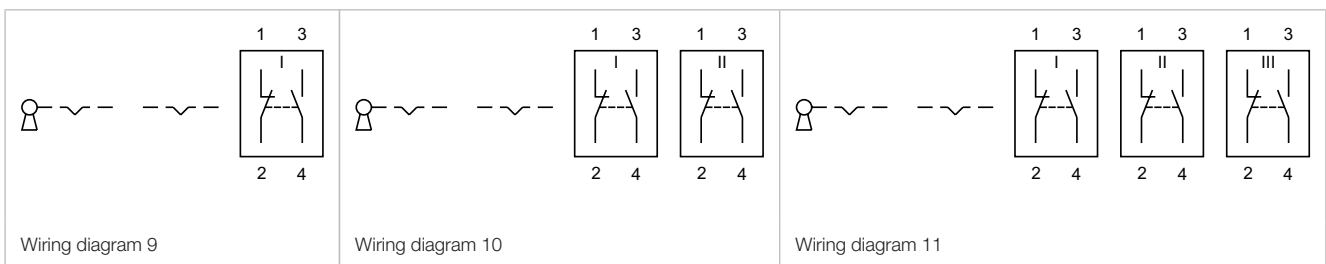 1 3
I
2 4
Wiring diagram 9
1 3 1 3
I II
2 4 2 4
Wiring diagram 10
1 3 1 3 1 3
I II III
2 4 2 4 2 4
Wiring diagram 11